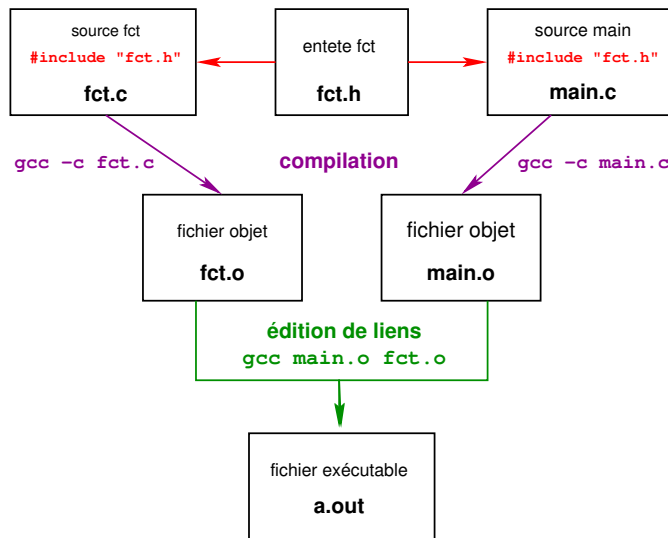 source fct
#include "fct.h"
fct.c
entete fct
fct.h
source main
#include "fct.h"
main.c
gcc −c fct.c
compilation
gcc −c main.c
fichier objet
fct.o
fichier objet
main.o
édition de liens
gcc main.o fct.o
fichier exécutable
a.out